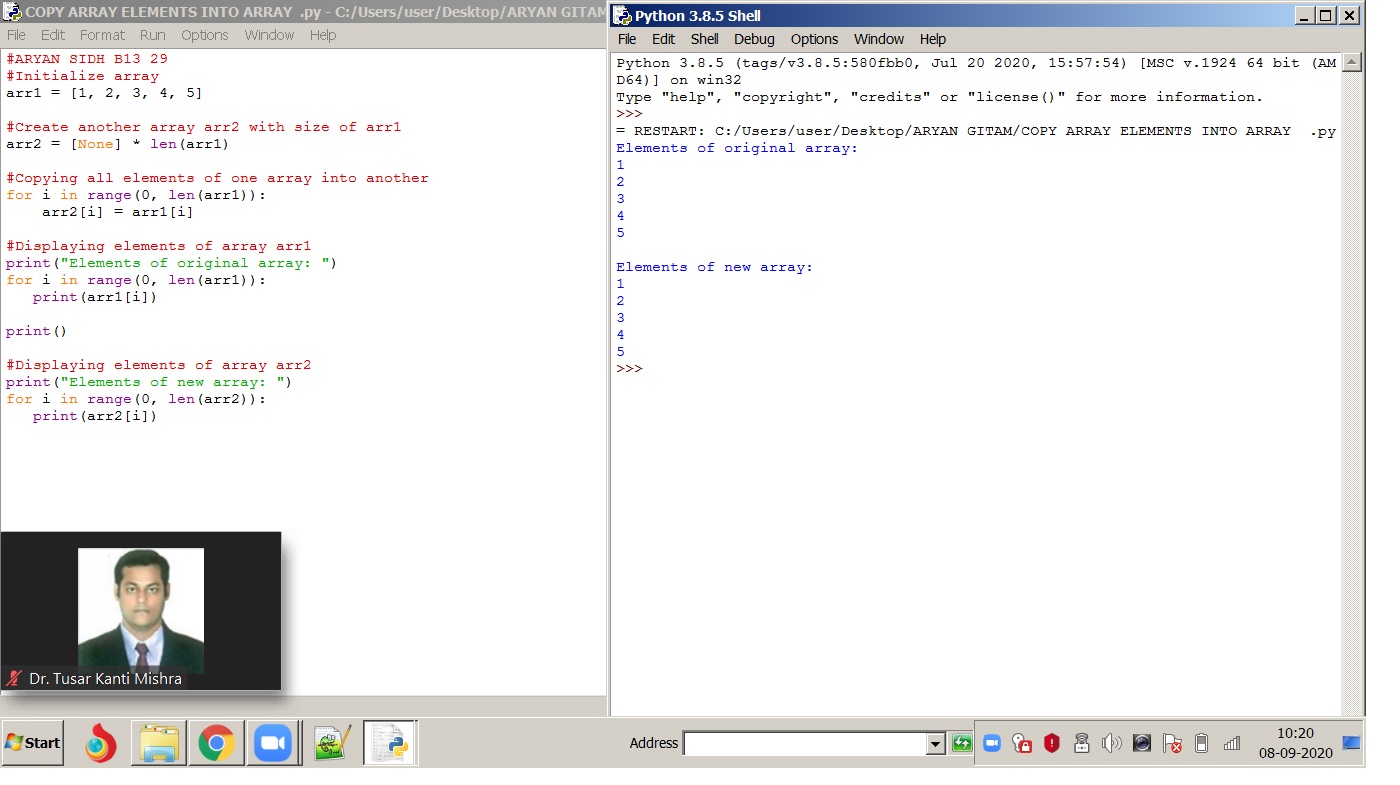 COPY ARRAY ELEMENTS INTO ARRAY  .py - C:/Users/user/Desktop/ARYAN GITAM
File Edit Format Run Options Window Help
#ARYAN SIDH B13 29
#Initialize array
arr1 = [1, 2, 3, 4, 5]
#Create another array arr2 with size of arr1
arr2 = [None] * len(arr1)
#Copying all elements of one array into another
for i in range(0, len(arr1)):
    arr2[i] = arr1[i]
#Displaying elements of array arr1
print("Elements of original array: ")
for i in range(0, len(arr1)):
   print(arr1[i])
print()
#Displaying elements of array arr2
print("Elements of new array: ")
for i in range(0, len(arr2)):
   print(arr2[i])
Dr. Tusar Kanti Mishra
Python 3.8.5 Shell
File Edit Shell Debug Options Window Help
Python 3.8.5 (tags/v3.8.5:580fbb0, Jul 20 2020, 15:57:54) [MSC v.1924 64 bit (AM
D64)] on win32
Type "help", "copyright", "credits" or "license()" for more information.
>>>
= RESTART: C:/Users/user/Desktop/ARYAN GITAM/COPY ARRAY ELEMENTS INTO ARRAY  .py
Elements of original array:
1
2
3
4
5
Elements of new array:
1
2
3
4
5
>>>
Start
Address
10:20
08-09-2020